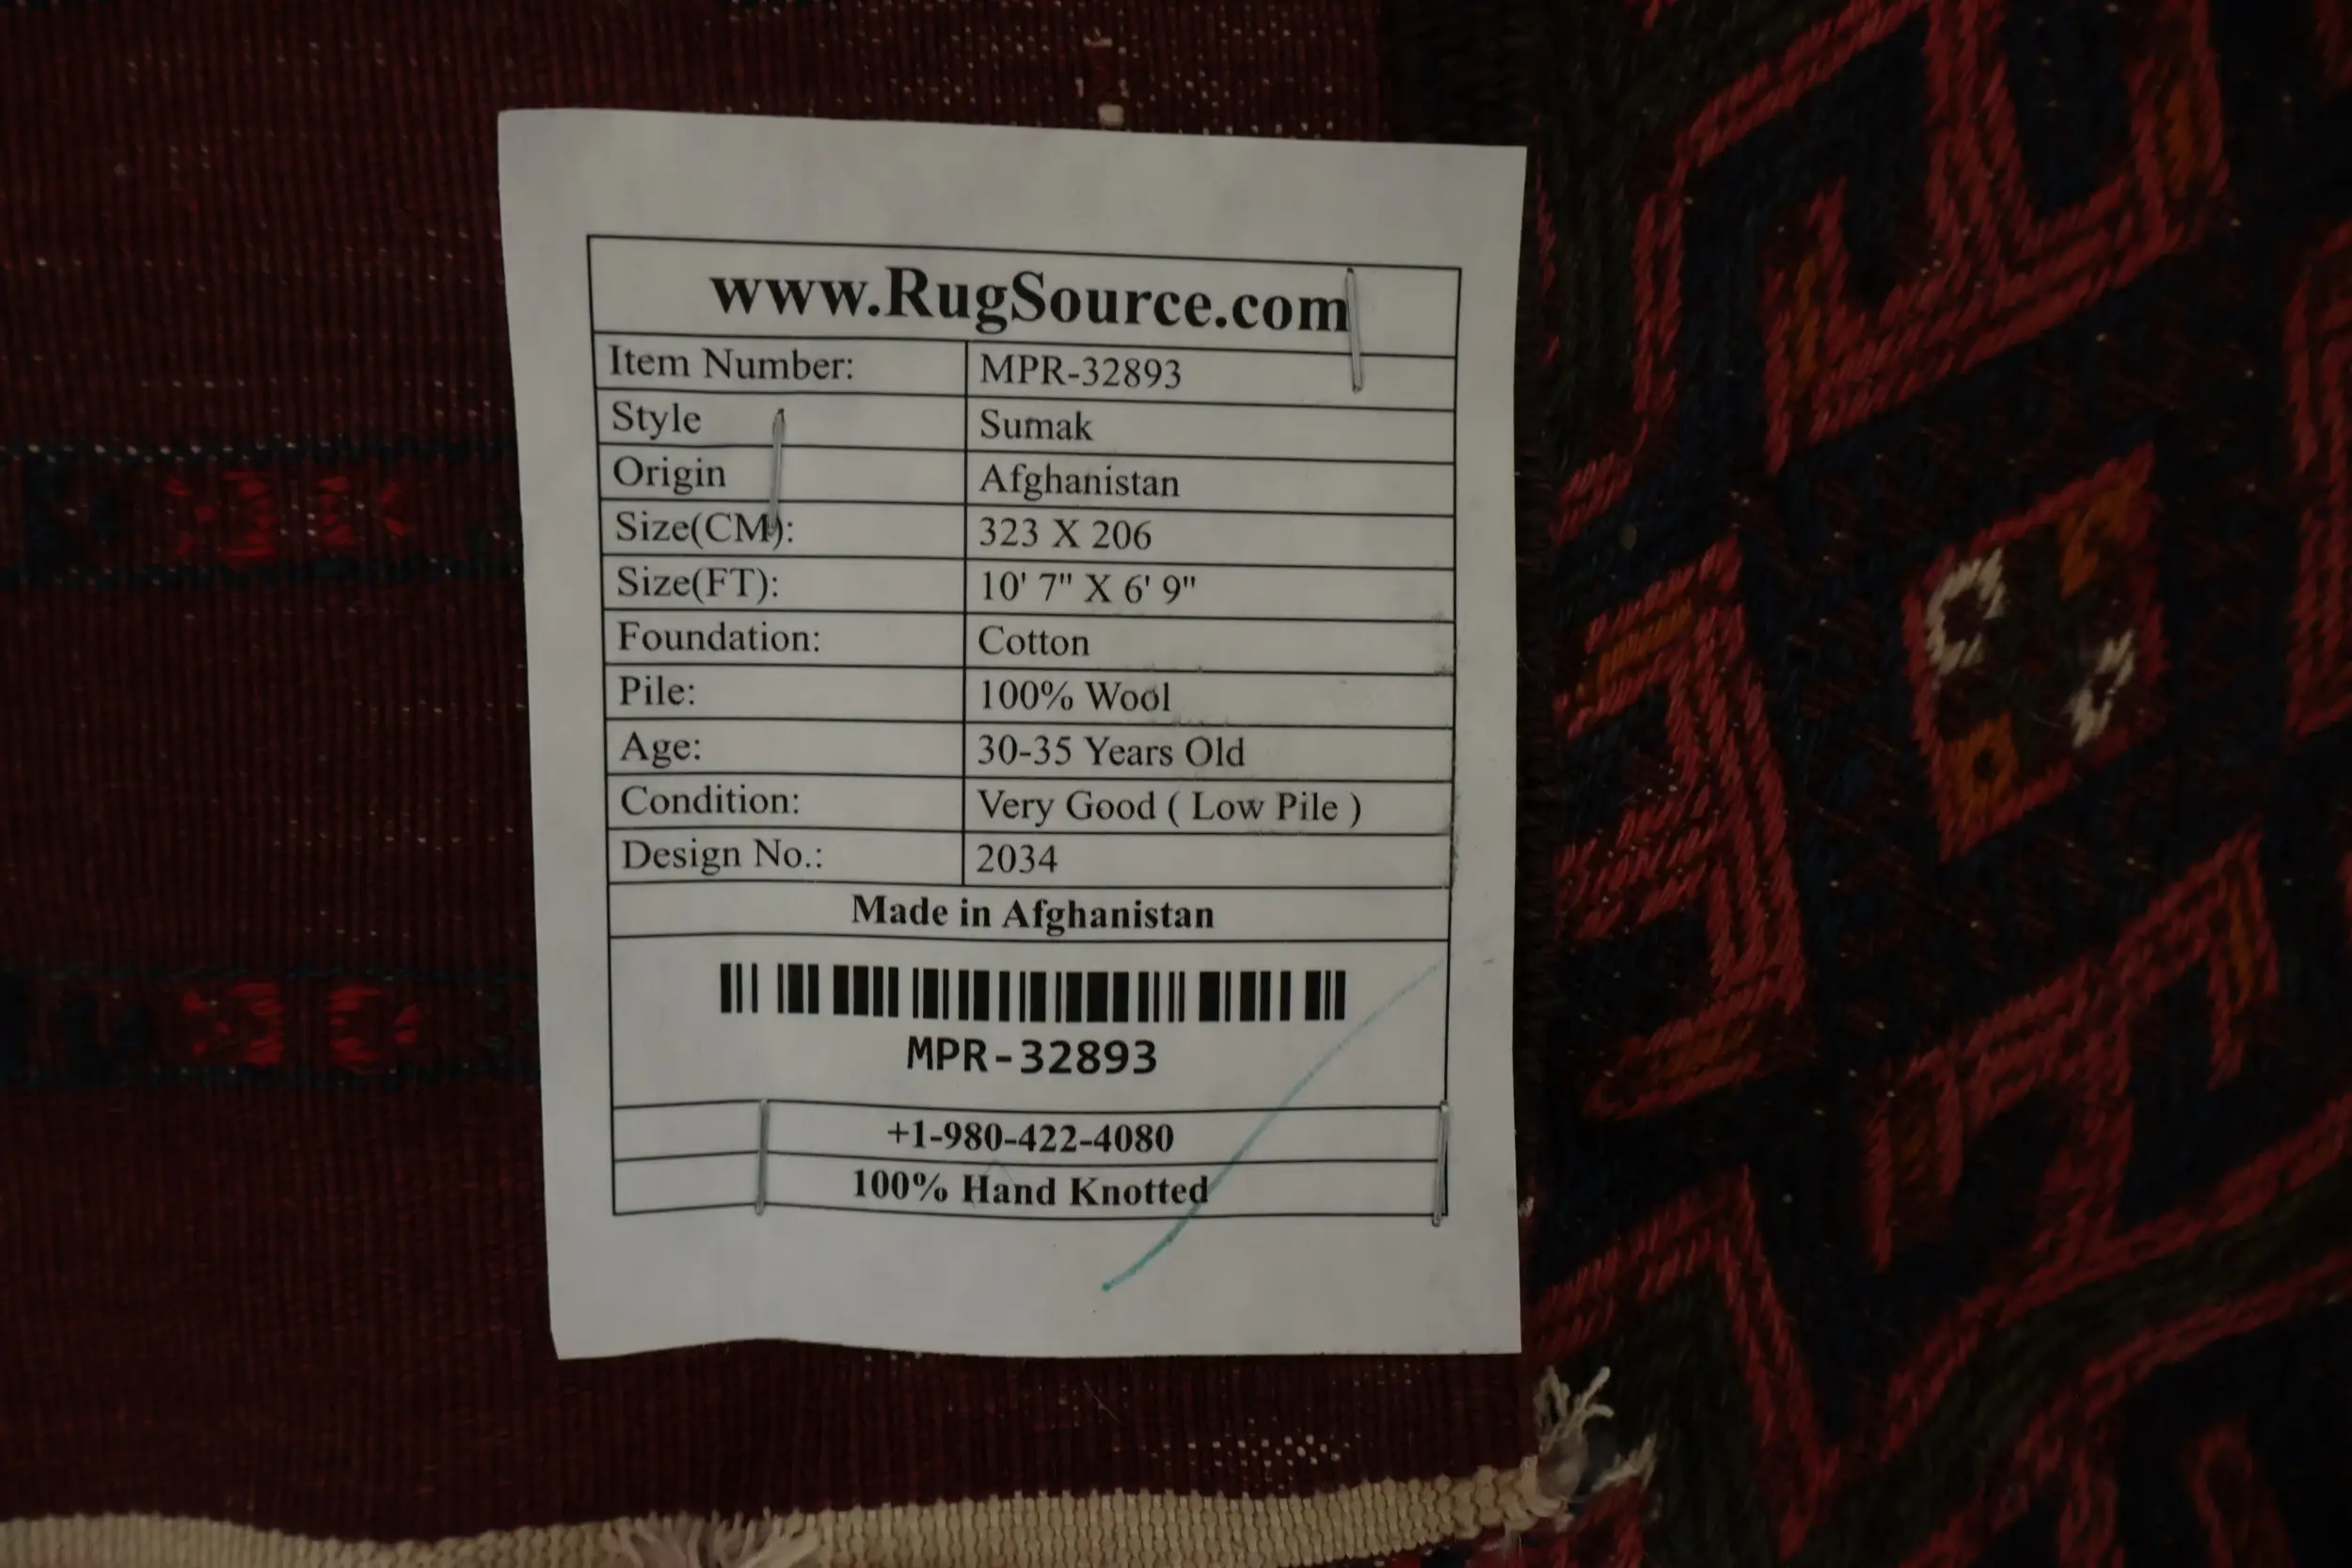 www.RugSource.com
Item Number: MPR-32893
Style Sumak
Origin Afghanistan
Size(CM): 323 X 206
Size(FT): 10' 7" X 6' 9"
Foundation: Cotton
Pile: 100% Wool
Age: 30-35 Years Old
Condition: Very Good ( Low Pile )
Design No.: 2034
Made in Afghanistan
MPR-32893
+1-980-422-4080
100% Hand Knotted